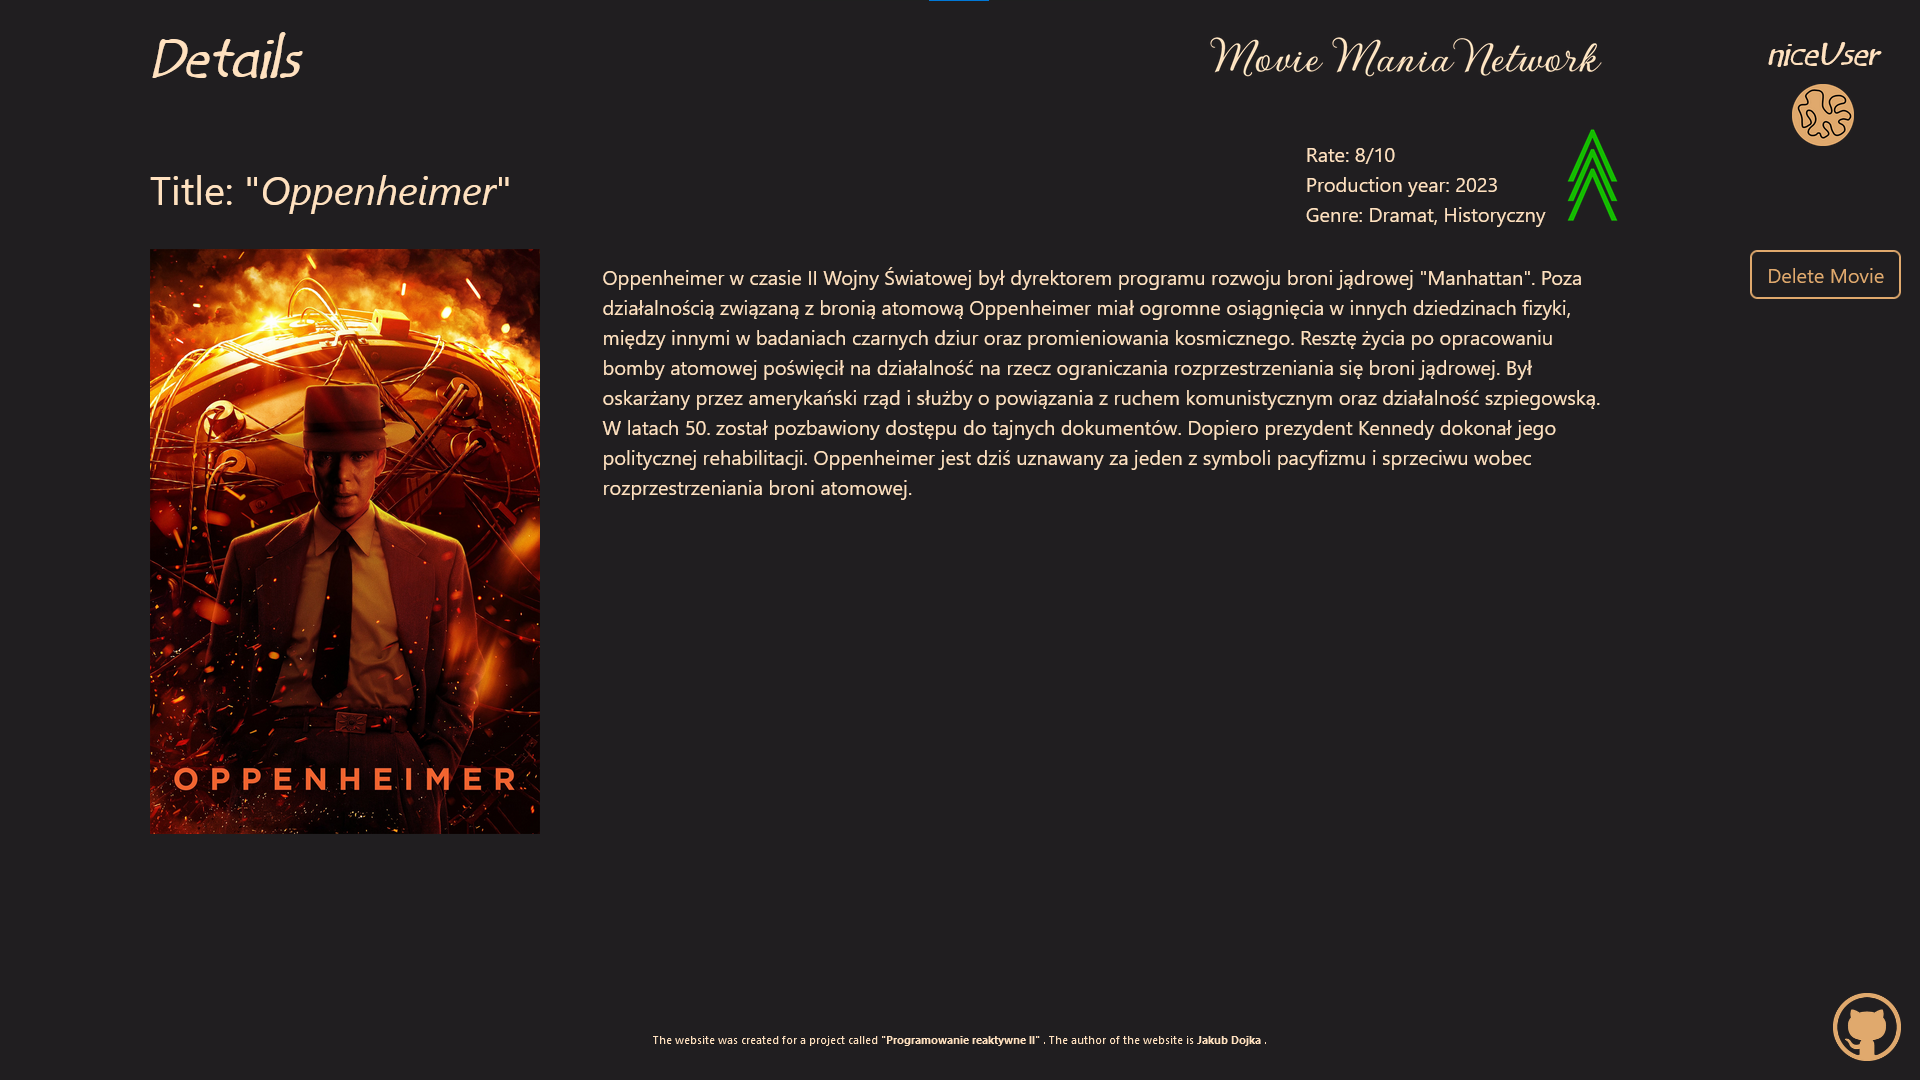 Details
Movie Mania Network
niceUser
Rate: 8/10
Production year: 2023
Genre: Dramat, Historyczny
Title: "Oppenheimer"
Delete Movie
Oppenheimer w czasie II Wojny Światowej był dyrektorem programu rozwoju broni jądrowej "Manhattan". Poza
działalnością związaną z bronią atomową Oppenheimer miał ogromne osiągnięcia w innych dziedzinach fizyki,
między innymi w badaniach czarnych dziur oraz promieniowania kosmicznego. Resztę życia po opracowaniu
bomby atomowej poświęcił na działalność na rzecz ograniczania rozprzestrzeniania się broni jądrowej. Był
oskarżany przez amerykański rząd i służby o powiązania z ruchem komunistycznym oraz działalność szpiegowską.
W latach 50. został pozbawiony dostępu do tajnych dokumentów. Dopiero prezydent Kennedy dokonał jego
politycznej rehabilitacji. Oppenheimer jest dziś uznawany za jeden z symboli pacyfizmu i sprzeciwu wobec
rozprzestrzeniania broni atomowej.
OPPENHEIMER
The website was created for a project called "Programowanie reaktywne II" . The author of the website is Jakub Dojka .